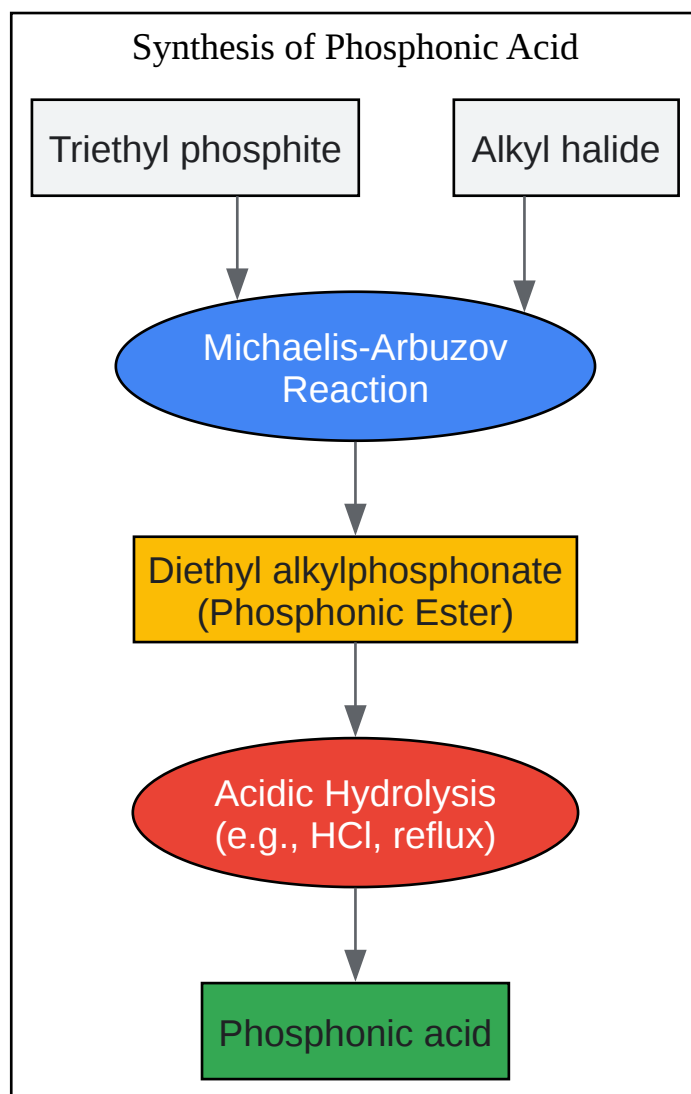 Synthesis of Phosphonic Acid
Triethyl phosphite
Alkyl halide
Michaelis-Arbuzov
Reaction
Diethyl alkylphosphonate
(Phosphonic Ester)
Acidic Hydrolysis
(e.g., HCl, reflux)
Phosphonic acid